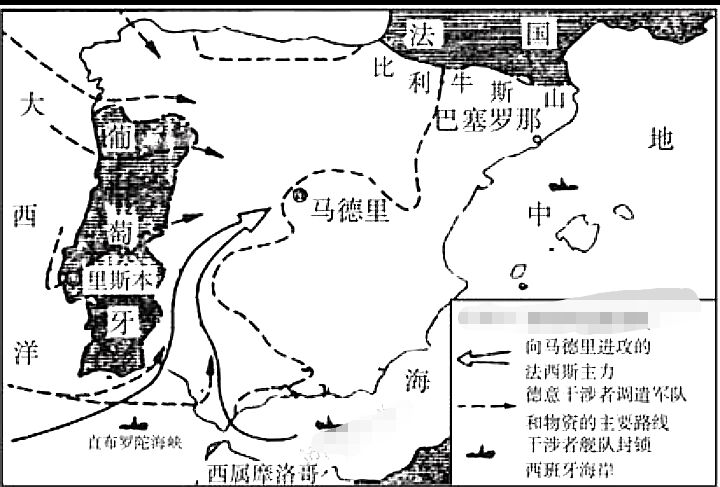 法国
比利牛斯山
巴塞罗那
大西洋
葡萄牙
地中海
马德里
里斯本
直布罗陀海峡
西属摩洛哥
向马德里进攻的
法西斯主力
德意干涉者调遣军队
和物资的主要路线
干涉者舰队封锁
西班牙海岸